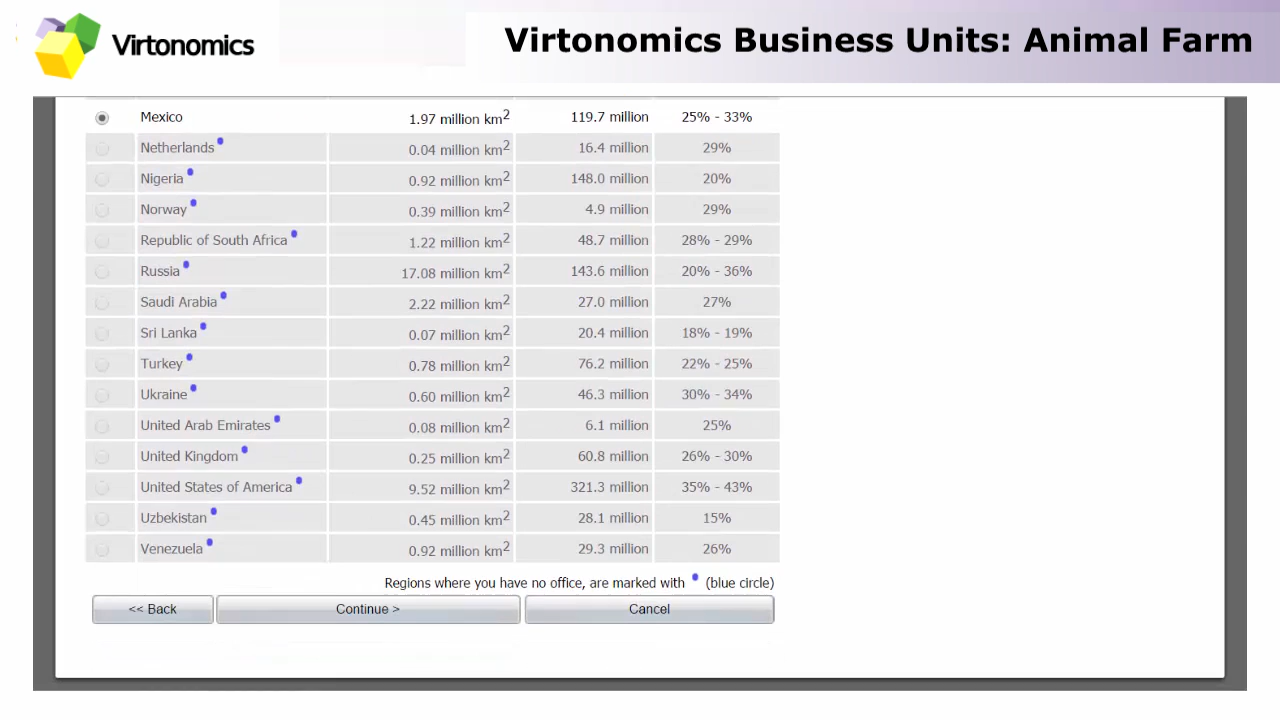 Virtonomics
Virtonomics Business Units: Animal Farm
Mexico 1.97 million km2 119.7 million 25% - 33%
Netherlands 0.04 million km2 16.4 million 29%
Nigeria 0.92 million km2 148.0 million 20%
Norway 0.39 million km2 4.9 million 29%
Republic of South Africa 1.22 million km2 48.7 million 28% - 29%
Russia 17.08 million km2 143.6 million 20% - 36%
Saudi Arabia 2.22 million km2 27.0 million 27%
Sri Lanka 0.07 million km2 20.4 million 18% - 19%
Turkey 0.78 million km2 76.2 million 22% - 25%
Ukraine 0.60 million km2 46.3 million 30% - 34%
United Arab Emirates 0.08 million km2 6.1 million 25%
United Kingdom 0.25 million km2 60.8 million 26% - 30%
United States of America 9.52 million km2 321.3 million 35% - 43%
Uzbekistan 0.45 million km2 28.1 million 15%
Venezuela 0.92 million km2 29.3 million 26%
Regions where you have no office, are marked with (blue circle)
<< Back Continue > Cancel